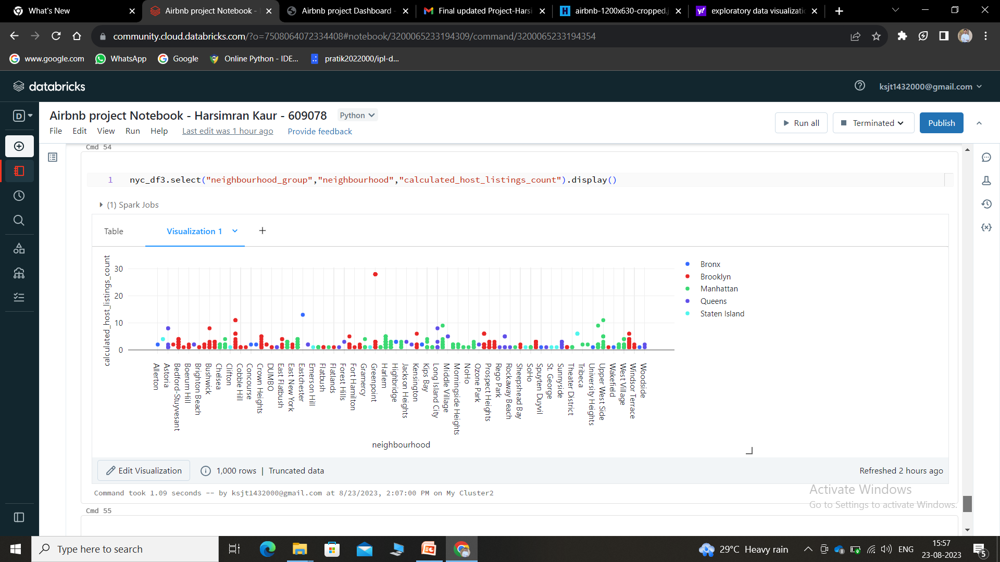 What's New
Airbnb project Notebook -
Airbnb project Dashboard -
Final updated Project-Harsi
airbnb-1200x630-cropped.j
exploratory data visualizatio
community.cloud.databricks.com/?o=7508064072334408#notebook/3200065233194309/command/3200065233194354
www.google.com
WhatsApp
Google
Online Python - IDE...
pratik2022000/ipl-d...
databricks
ksjt1432000@gmail.com
D
Airbnb project Notebook - Harsimran Kaur - 609078
Python
File Edit View Run Help
Last edit was 1 hour ago
Provide feedback
Run all
Terminated
Publish
Cmd 54
1 nyc_df3.select("neighbourhood_group","neighbourhood","calculated_host_listings_count").display()
(1) Spark Jobs
Table
Visualization 1
+
calculated_host_listings_count
30
20
10
0
Bronx
Brooklyn
Manhattan
Queens
Staten Island
Allerton
Astoria
Bedford-Stuyvesant
Boerum Hill
Brighton Beach
Bushwick
Chelsea
Clifton
Cobble Hill
Concourse
Crown Heights
DUMBO
East Flatbush
East New York
Eastchester
Emerson Hill
Flatbush
Flatlands
Forest Hills
Fort Hamilton
Gramercy
Greenpoint
Harlem
Highbridge
Jackson Heights
Kensington
Kips Bay
Long Island City
Middle Village
Morningside Heights
NoHo
Ozone Park
Prospect Heights
Rego Park
Rockaway Beach
Sheepshead Bay
SoHo
Spuyten Duyvil
St. George
Sunnyside
Theater District
Tribeca
University Heights
Upper West Side
Wakefield
West Village
Windsor Terrace
Woodside
neighbourhood
Edit Visualization
1,000 rows | Truncated data
Refreshed 2 hours ago
Command took 1.09 seconds -- by ksjt1432000@gmail.com at 8/23/2023, 2:07:00 PM on My Cluster2
Activate Windows
Go to Settings to activate Windows.
Cmd 55
Type here to search
29°C Heavy rain
ENG
15:57
23-08-2023
5